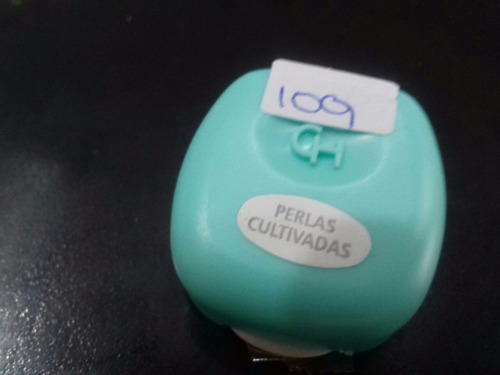 109
CH
PERLAS
CULTIVADAS